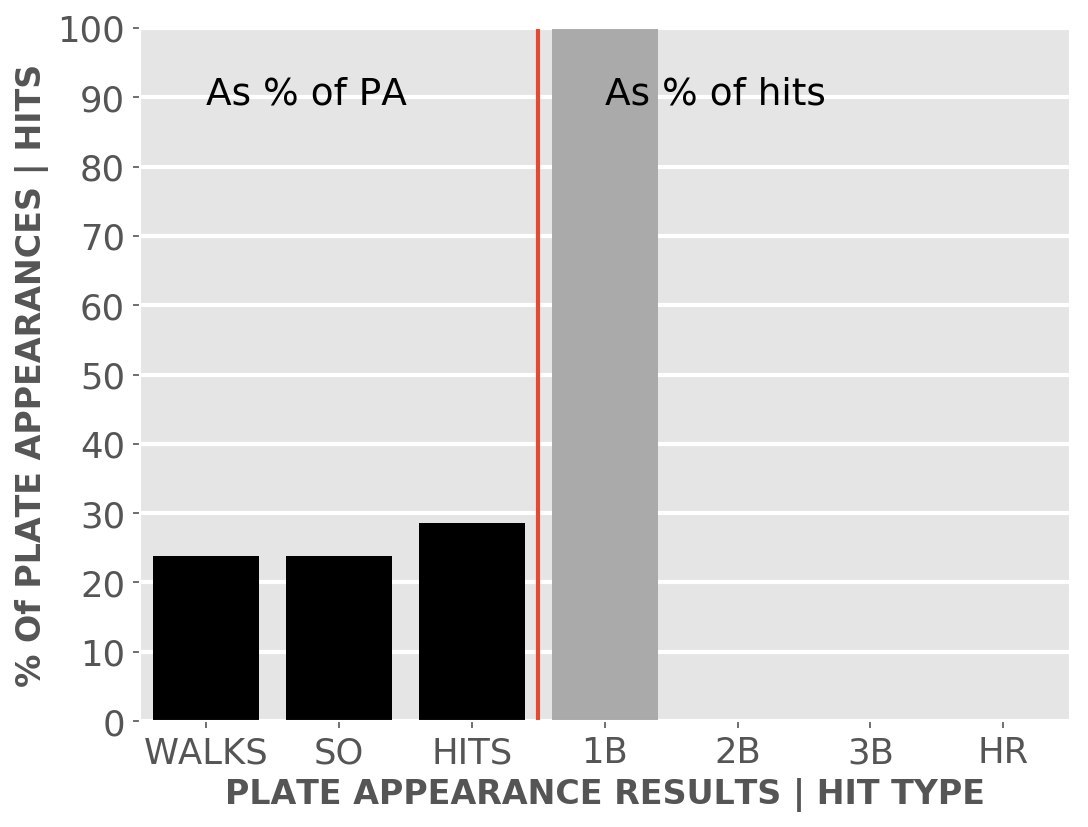 % Of PLATE APPEARANCES | HITS
100
90
80
70
60
50
40
30
20
10
0
As % of PA
As % of hits
WALKS SO HITS 1B 2B 3B HR
PLATE APPEARANCE RESULTS | HIT TYPE